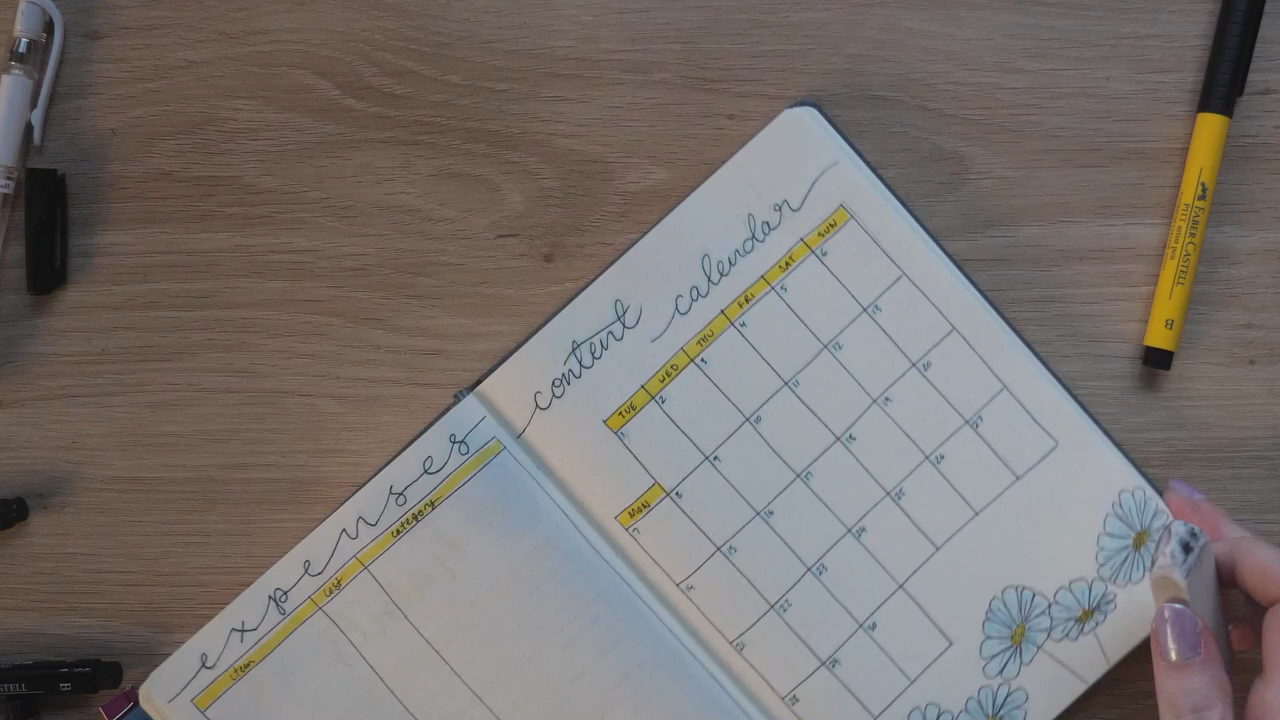 expenses
item cost category
content calendar
TUE WED THU FRI SAT SUN
1 2 3 4 5 6
MON
7 8 9 10 11 12 13
14 15 16 17 18 19 20
21 22 23 24 25 26 27
28 29 30
FABER-CASTELL
PITT artist pen
B
STELL
B